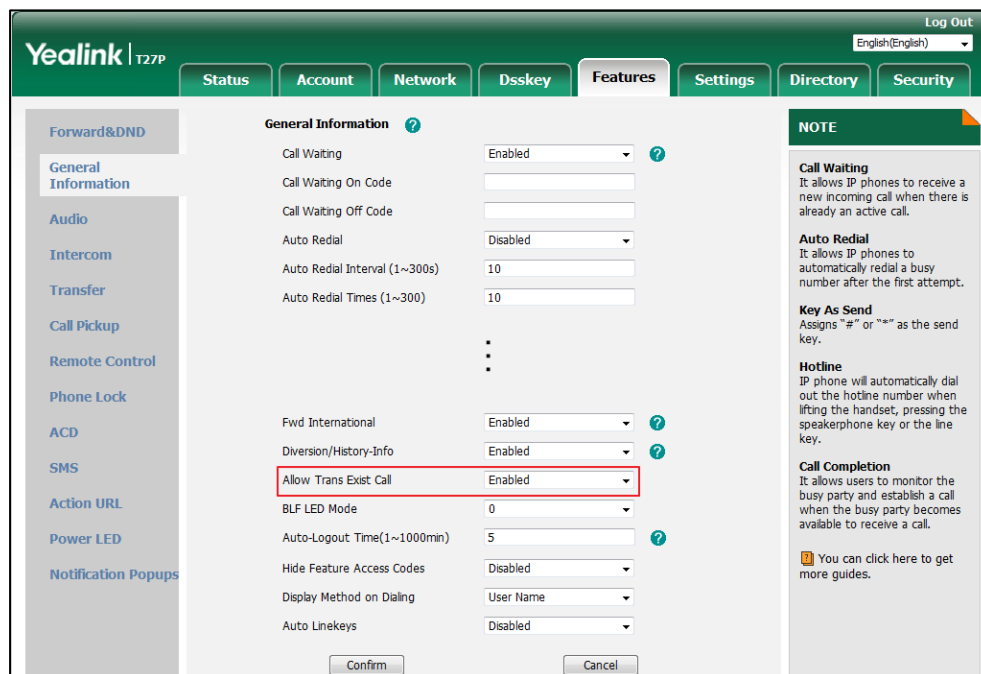 Log Out
Yealink T27P
English(English)
Status Account Network Dsskey Features Settings Directory Security
Forward&DND
General
Information
Audio
Intercom
Transfer
Call Pickup
Remote Control
Phone Lock
ACD
SMS
Action URL
Power LED
Notification Popups
General Information ?
Call Waiting Enabled ?
Call Waiting On Code
Call Waiting Off Code
Auto Redial Disabled
Auto Redial Interval (1~300s) 10
Auto Redial Times (1~300) 10
Fwd International Enabled ?
Diversion/History-Info Enabled ?
Allow Trans Exist Call Enabled
BLF LED Mode 0
Auto-Logout Time(1~1000min) 5 ?
Hide Feature Access Codes Disabled
Display Method on Dialing User Name
Auto Linekeys Disabled
Confirm Cancel
NOTE
Call Waiting
It allows IP phones to receive a
new incoming call when there is
already an active call.
Auto Redial
It allows IP phones to
automatically redial a busy
number after the first attempt.
Key As Send
Assigns "#" or "*" as the send
key.
Hotline
IP phone will automatically dial
out the hotline number when
lifting the handset, pressing the
speakerphone key or the line
key.
Call Completion
It allows users to monitor the
busy party and establish a call
when the busy party becomes
available to receive a call.
? You can click here to get
more guides.